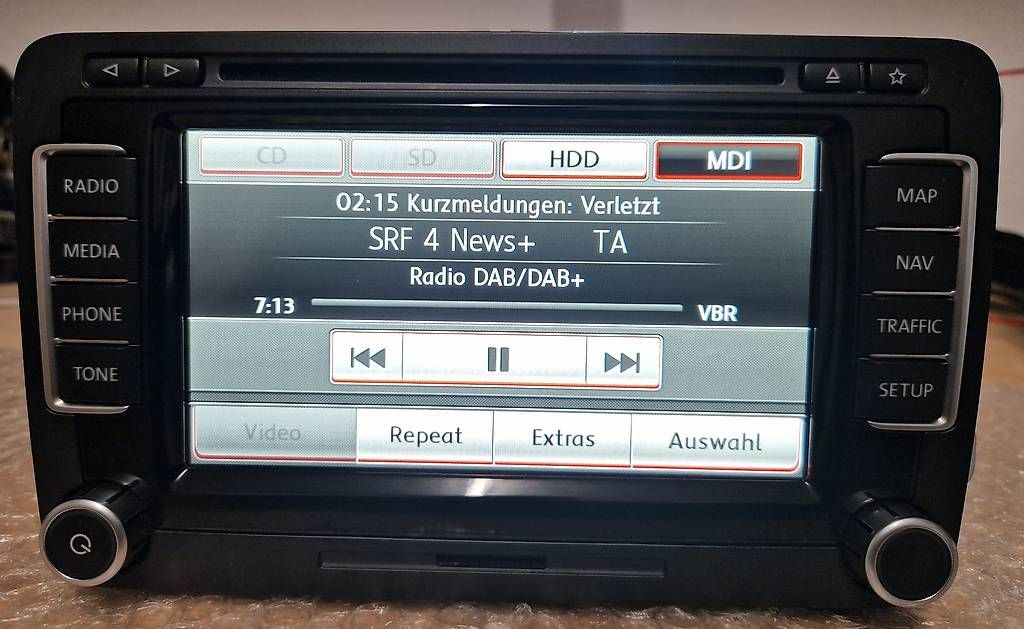 CD SD HDD MDI
02:15 Kurzmeldungen: Verletzt
SRF 4 News+ TA
Radio DAB/DAB+
7:13 VBR
Video Repeat Extras Auswahl
RADIO
MEDIA
PHONE
TONE
MAP
NAV
TRAFFIC
SETUP